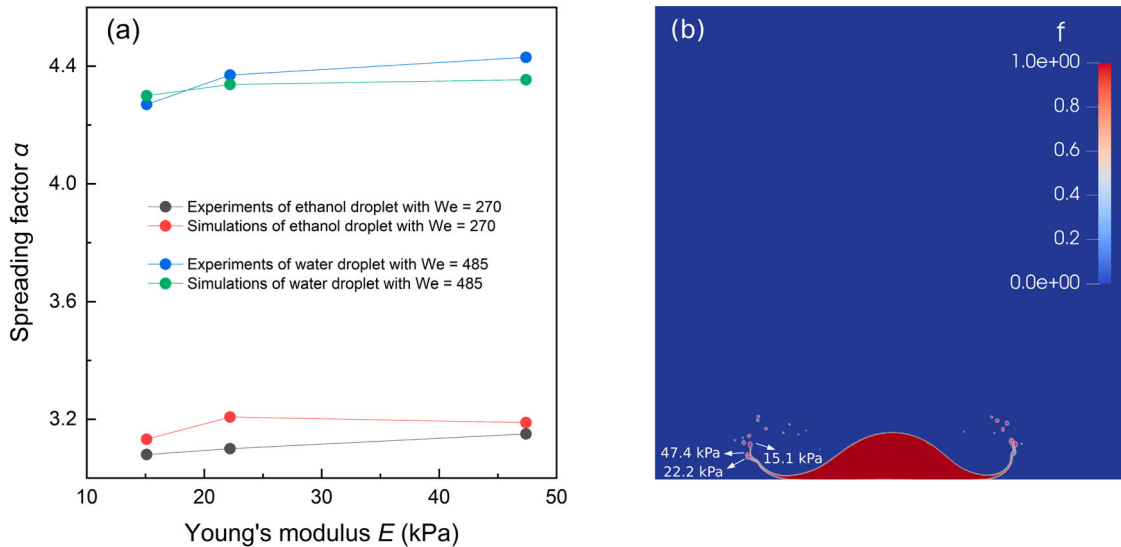 (a)
4.4
4.0
3.6
3.2
Spreading factor α
Experiments of ethanol droplet with We = 270
Simulations of ethanol droplet with We = 270
Experiments of water droplet with We = 485
Simulations of water droplet with We = 485
10 20 30 40 50
Young's modulus E (kPa)
(b)
f
1.0e+00
0.8
0.6
0.4
0.2
0.0e+00
47.4 kPa
15.1 kPa
22.2 kPa